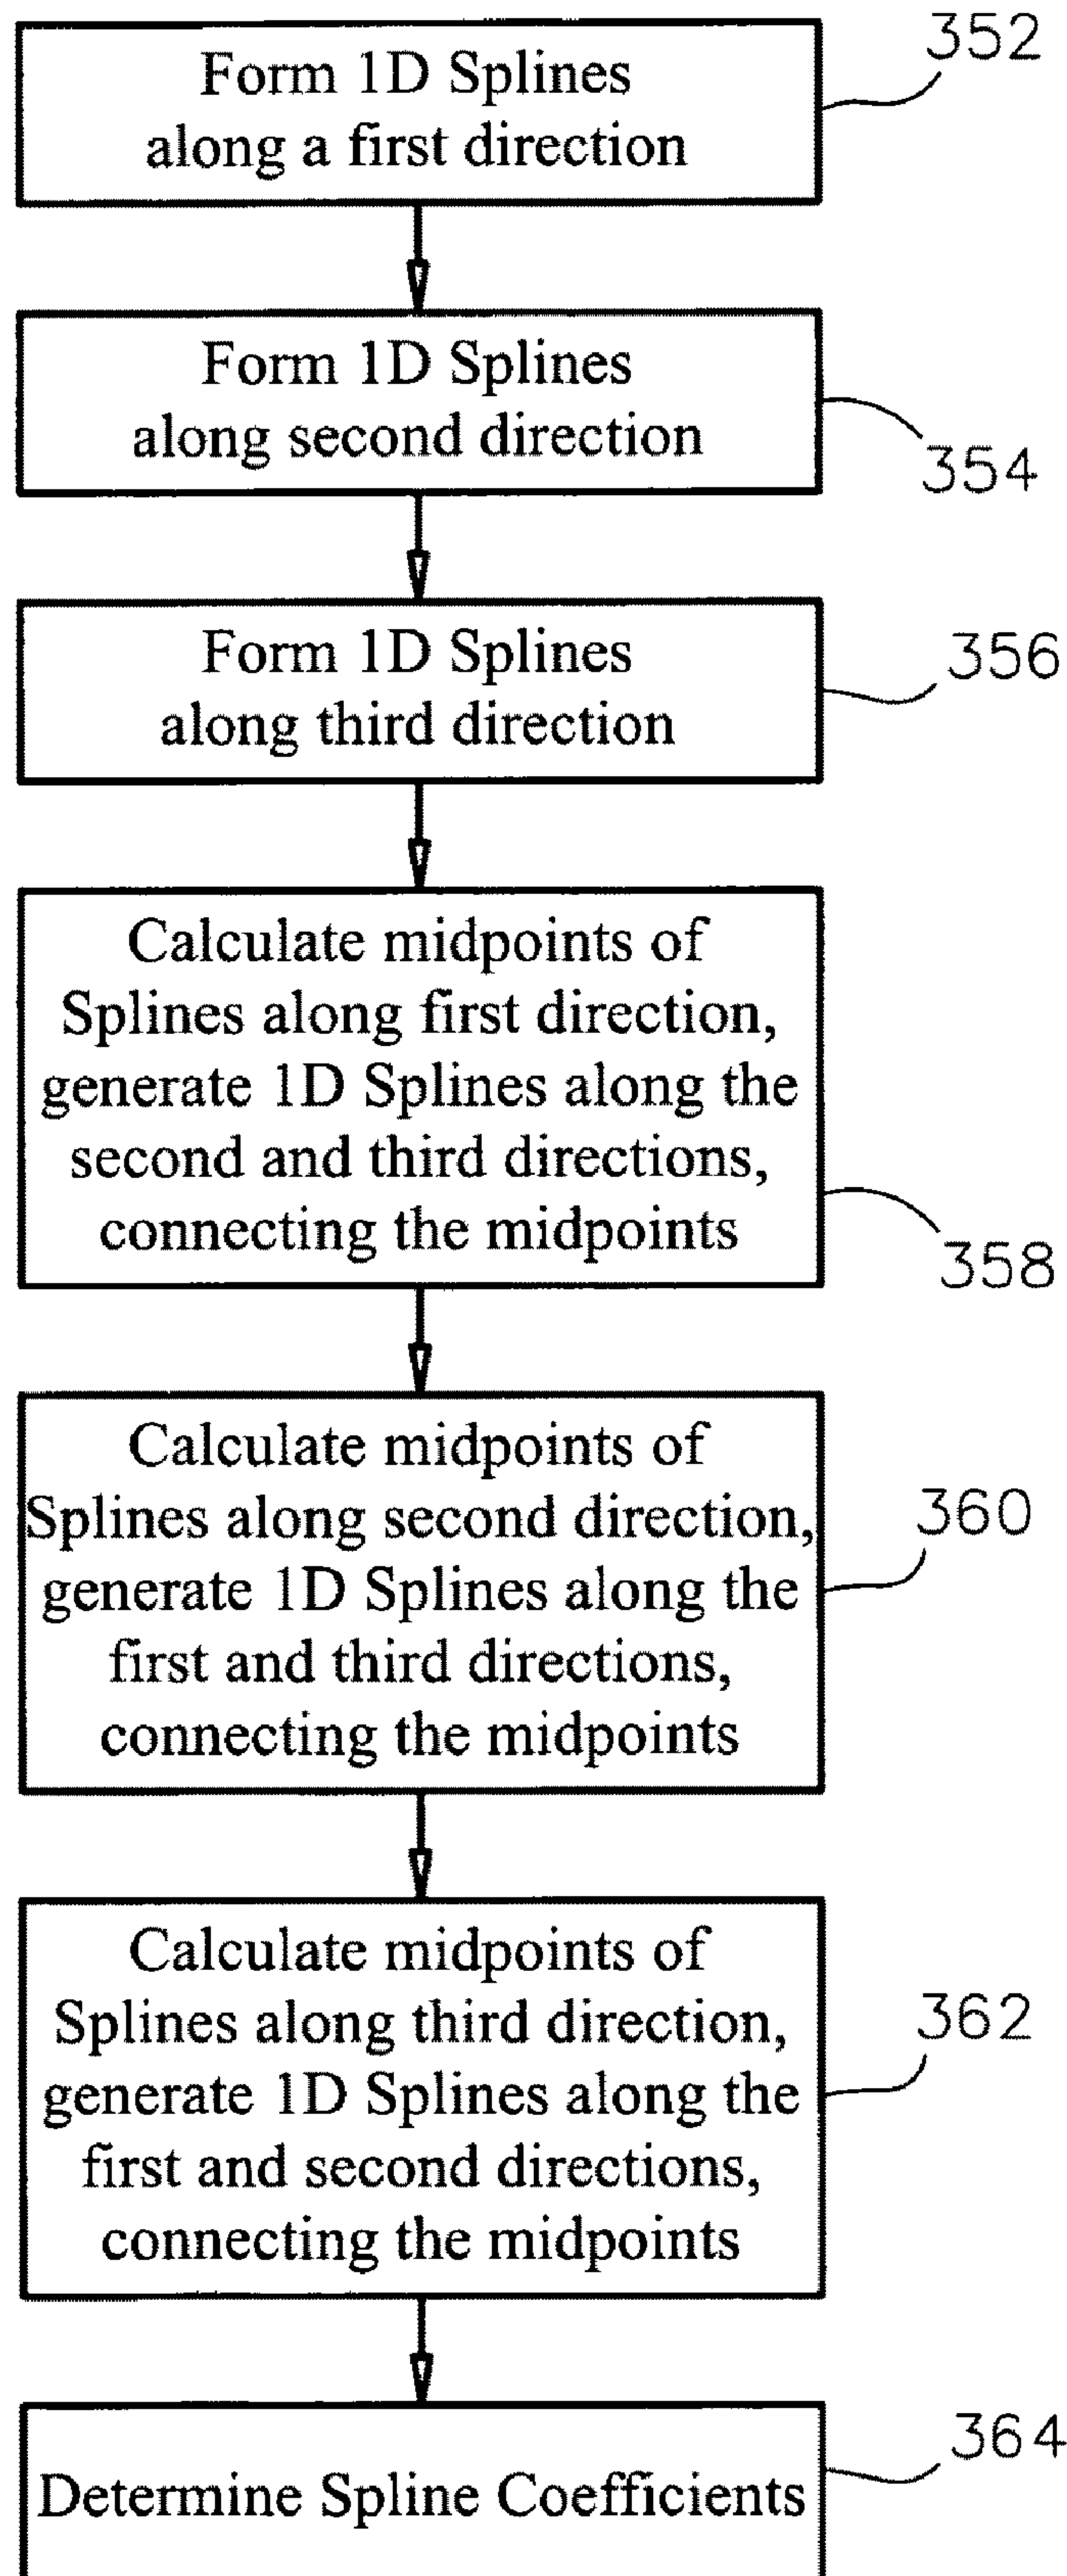 Form 1D Splines
along a first direction
352
Form 1D Splines
along second direction
354
Form 1D Splines
along third direction
356
Calculate midpoints of
Splines along first direction,
generate 1D Splines along the
second and third directions,
connecting the midpoints
358
Calculate midpoints of
Splines along second direction,
generate 1D Splines along the
first and third directions,
connecting the midpoints
360
Calculate midpoints of
Splines along third direction,
generate 1D Splines along the
first and second directions,
connecting the midpoints
362
Determine Spline Coefficients
364